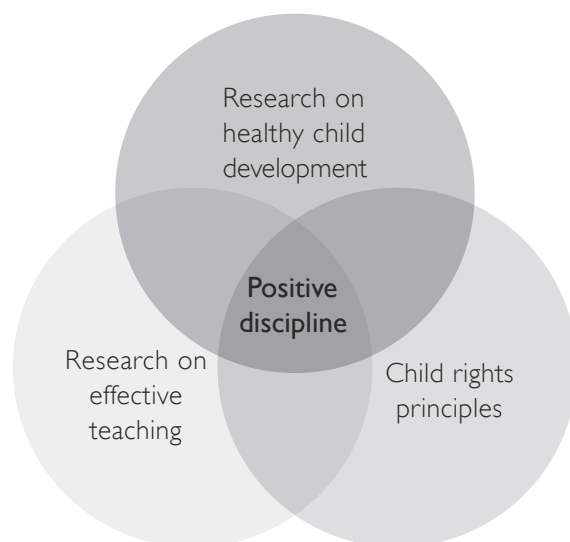 Research on
healthy child
development
Positive
discipline
Research on
effective
teaching
Child rights
principles